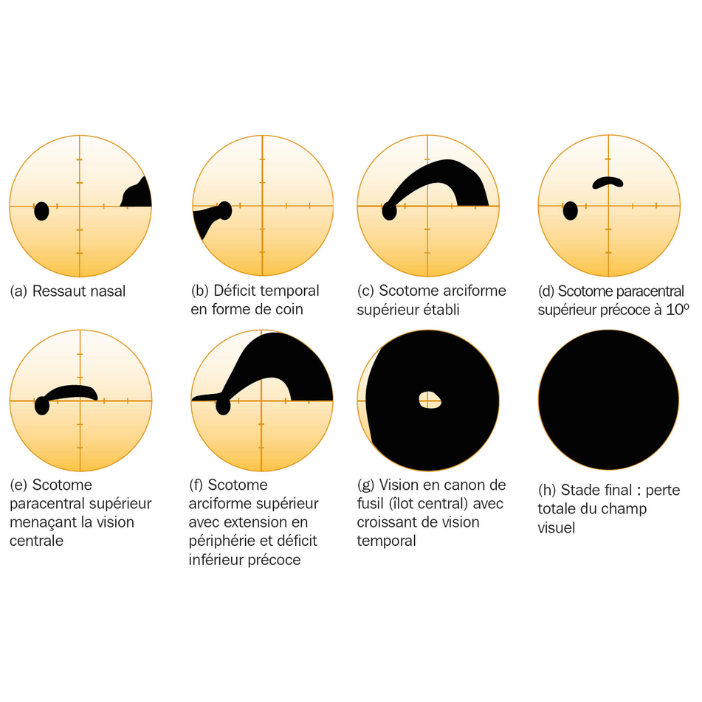 (a) Ressaut nasal
(b) Déficit temporal
en forme de coin
(c) Scotome arciforme
supérieur établi
(d) Scotome paracentral
supérieur précoce à 10º
(e) Scotome
paracentral supérieur
menaçant la vision
centrale
(f) Scotome
arciforme supérieur
avec extension en
périphérie et déficit
inférieur précoce
(g) Vision en canon de
fusil (îlot central) avec
croissant de vision
temporal
(h) Stade final : perte
totale du champ
visuel